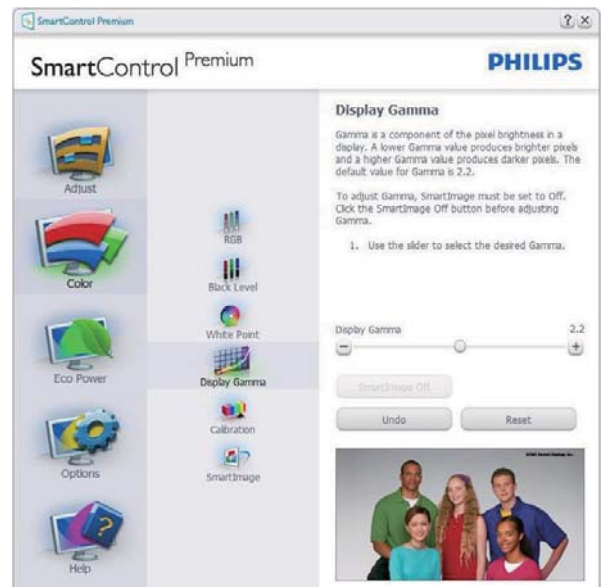 SmartControl Premium
? X
SmartControl Premium
PHILIPS
Adjust
Color
Eco Power
Options
Help
RGB
Black Level
White Point
Display Gamma
Calibration
SmartImage
Display Gamma
Gamma is a component of the pixel brightness in a
display. A lower Gamma value produces brighter pixels
and a higher Gamma value produces darker pixels. The
default value for Gamma is 2.2.
To adjust Gamma, SmartImage must be set to Off.
Click the SmartImage Off button before adjusting
Gamma.
1. Use the slider to select the desired Gamma.
Display Gamma 2.2
SmartImage Off
Undo Reset